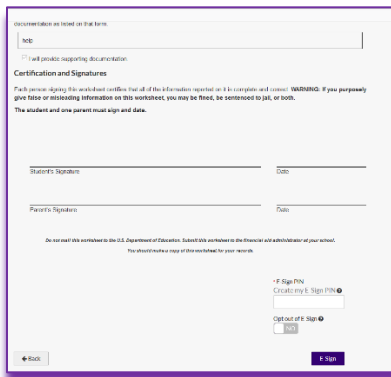 documentation as listed on that form.
help
I will provide supporting documentation.
Certification and Signatures
Each person signing this worksheet certifies that all of the information reported on it is complete and correct. WARNING: If you purposely
give false or misleading information on this worksheet, you may be fined, be sentenced to jail, or both.
The student and one parent must sign and date.
Student's Signature Date
Parent's Signature Date
Do not mail this worksheet to the U.S. Department of Education. Submit this worksheet to the financial aid administrator at your school.
You should make a copy of this worksheet for your records.
* E Sign PIN
Create my E Sign PIN
Opt out of E Sign
NO
Back E Sign